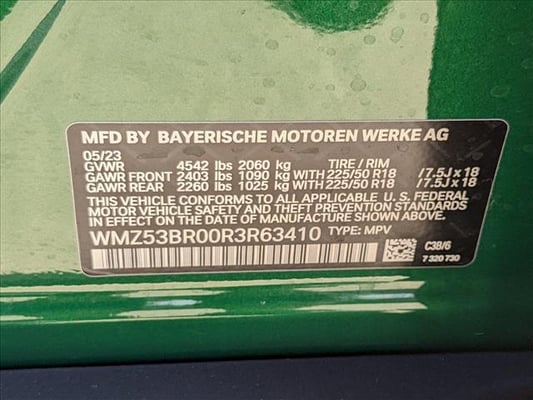 MFD BY BAYERISCHE MOTOREN WERKE AG
05/23
GVWR 4542 lbs 2060 kg TIRE / RIM
GAWR FRONT 2403 lbs 1090 kg WITH 225/50 R18 /7.5J x 18
GAWR REAR 2260 lbs 1025 kg WITH 225/50 R18 /7.5J x 18
THIS VEHICLE CONFORMS TO ALL APPLICABLE U. S. FEDERAL
MOTOR VEHICLE SAFETY AND THEFT PREVENTION STANDARDS
IN EFFECT ON THE DATE OF MANUFACTURE SHOWN ABOVE.
WMZ53BR00R3R63410 TYPE: MPV
C38/6
7 320 730